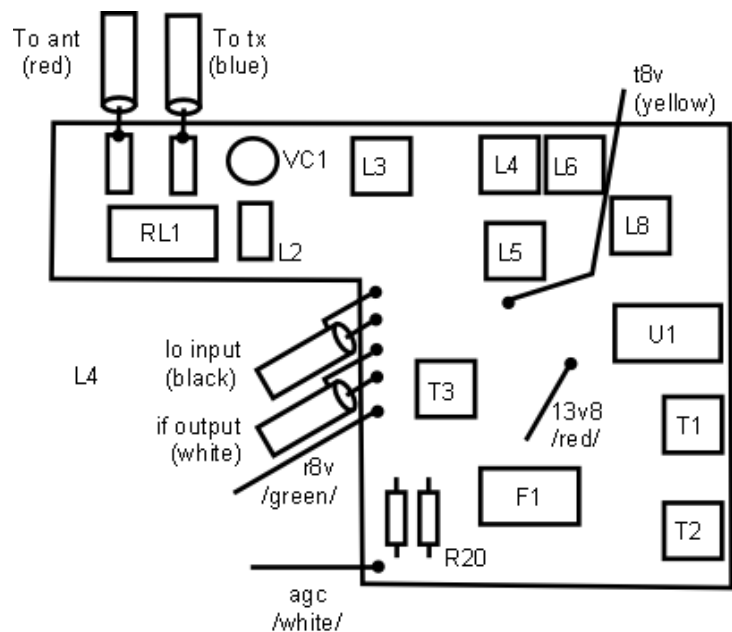 To ant
(red)
To tx
(blue)
t8v
(yellow)
VC1
L3
L4
L6
RL1
L2
L5
L8
U1
lo input
(black)
L4
T3
13v8
/red/
T1
if output
(white)
r8v
/green/
F1
T2
R20
agc
/white/